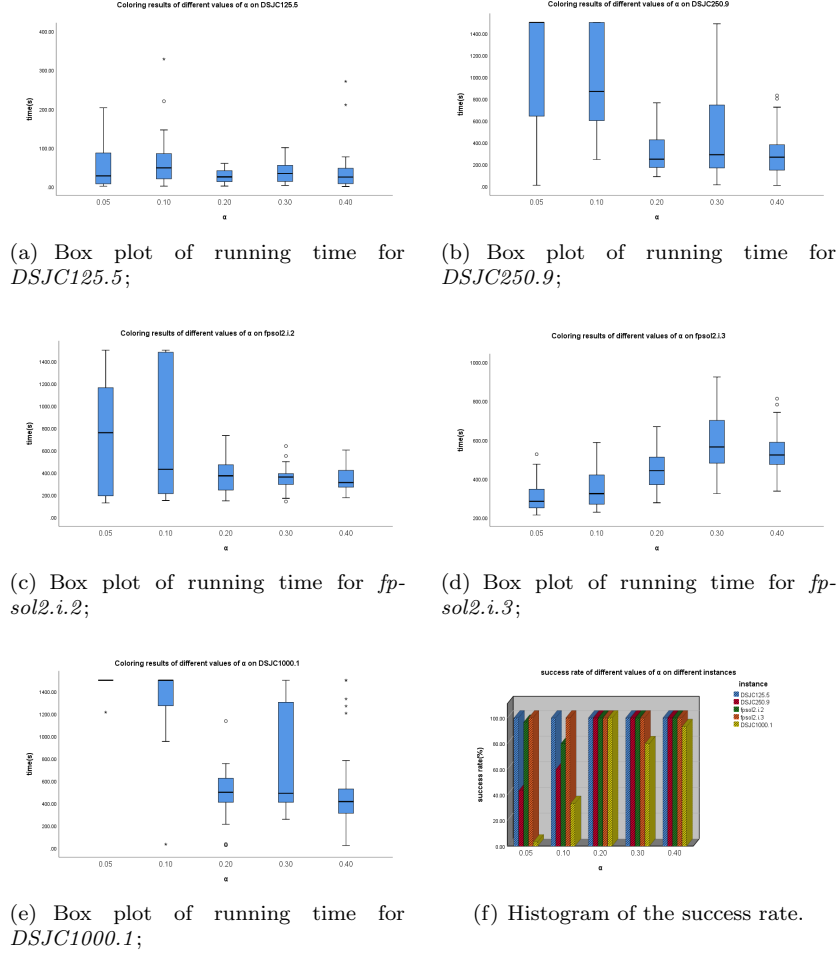 Coloring results of different values of α on DSJC125.5
400.00
300.00
200.00
100.00
.00
time(s)
0.05 0.10 0.20 0.30 0.40
α
(a) Box plot of running time for
DSJC125.5;
Coloring results of different values of α on DSJC250.9
1400.00
1200.00
1000.00
800.00
600.00
400.00
200.00
.00
time(s)
0.05 0.10 0.20 0.30 0.40
α
(b) Box plot of running time for
DSJC250.9;
Coloring results of different values of α on fpsol2.i.2
1400.00
1200.00
1000.00
800.00
600.00
400.00
200.00
.00
time(s)
0.05 0.10 0.20 0.30 0.40
α
(c) Box plot of running time for fp-
sol2.i.2;
Coloring results of different values of α on fpsol2.i.3
1000.00
800.00
600.00
400.00
200.00
time(s)
0.05 0.10 0.20 0.30 0.40
α
(d) Box plot of running time for fp-
sol2.i.3;
Coloring results of different values of α on DSJC1000.1
1400.00
1200.00
1000.00
800.00
600.00
400.00
200.00
.00
time(s)
0.05 0.10 0.20 0.30 0.40
α
(e) Box plot of running time for
DSJC1000.1;
success rate of different values of α on different instances
instance
DSJC125.5
DSJC250.9
fpsol2.i.2
fpsol2.i.3
DSJC1000.1
100.00
80.00
60.00
40.00
20.00
0.00
success rate(%)
0.05 0.10 0.20 0.30 0.40
α
(f) Histogram of the success rate.